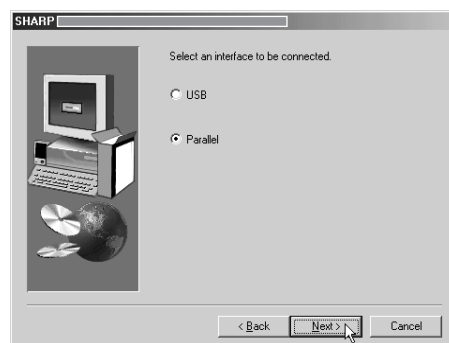 SHARP
Select an interface to be connected.
USB
Parallel
< Back
Next >
Cancel